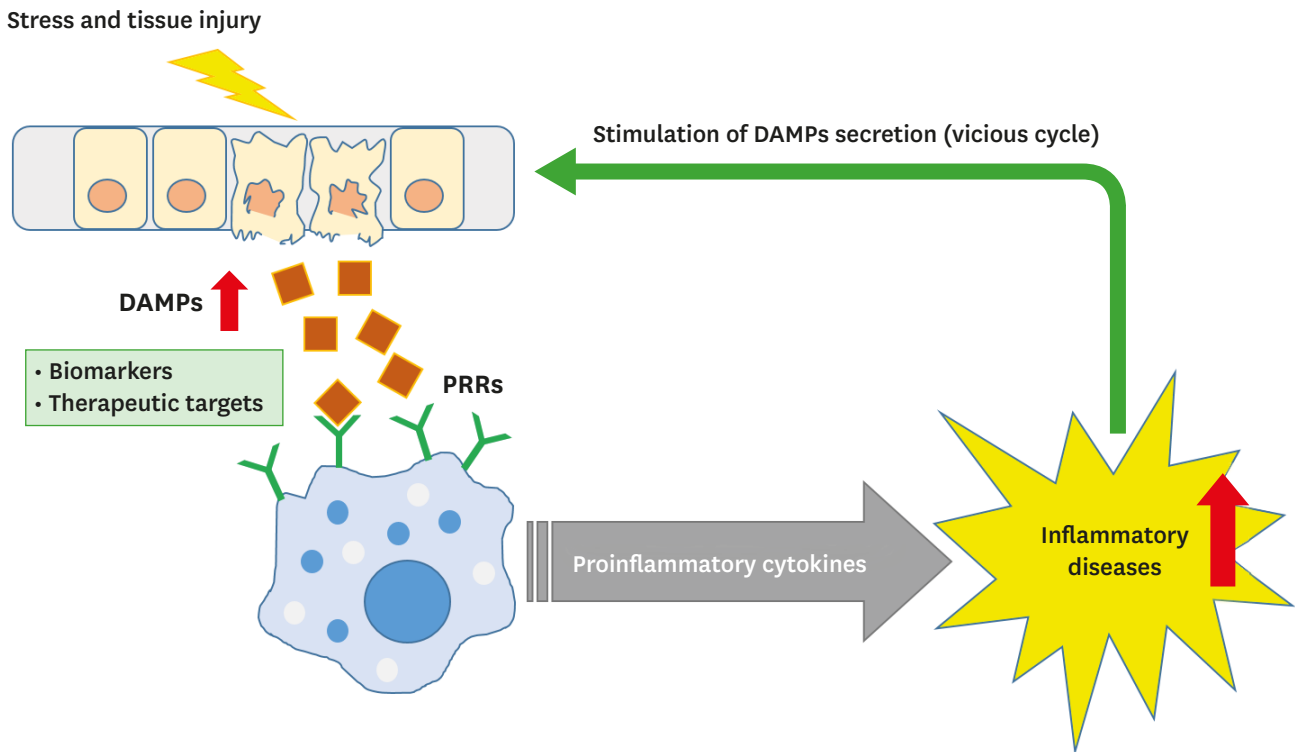 Stress and tissue injury
Stimulation of DAMPs secretion (vicious cycle)
DAMPs
• Biomarkers
• Therapeutic targets
PRRs
Proinflammatory cytokines
Inflammatory
diseases